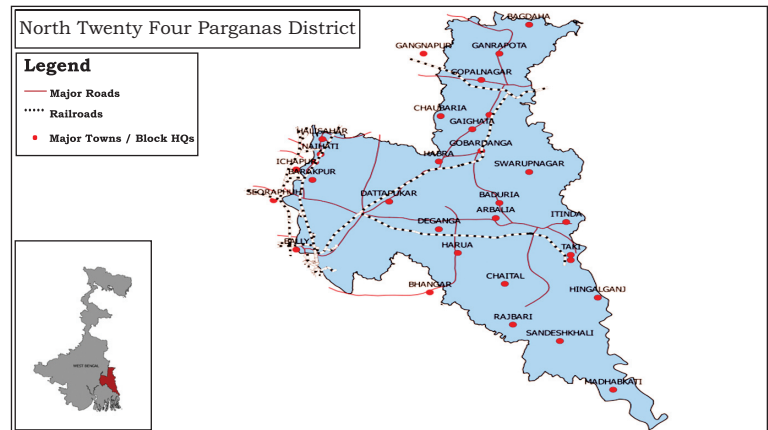 North Twenty Four Parganas District
Legend
Major Roads
Railroads
Major Towns / Block HQs
BAGDAHA
GANGNAPUR
GANRAPOTA
GOPALNAGAR
CHAUBARIA
GAIGHATA
HALISAHAR
NAIHATI
GOBARDANGA
HABRA
ICHAPUR
BARAKPUR
SWARUPNAGAR
SEORAPHULI
DATTAPUKAR
BADURIA
ARBALIA
ITINDA
DEGANGA
BALLY
HARUA
TAKI
CHAITAL
BHANGAR
HINGALGANJ
RAJBARI
SANDESHKHALI
MADHABKATI
WEST BENGAL